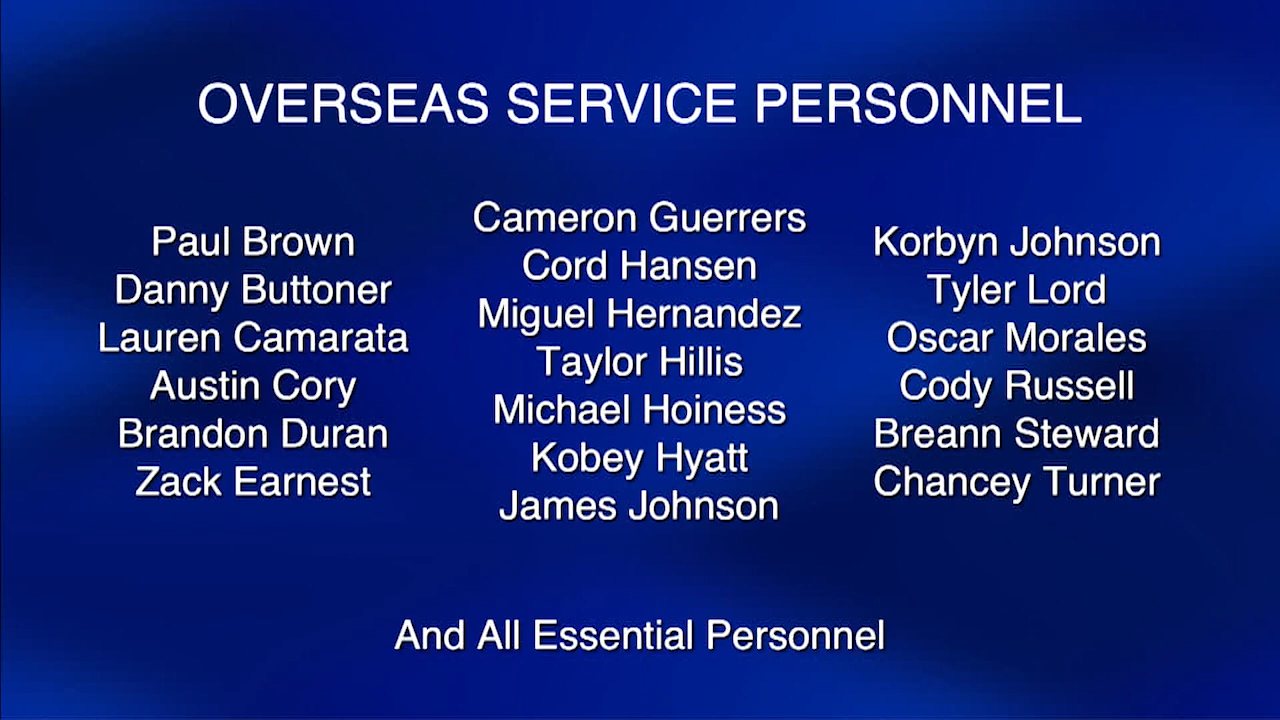 OVERSEAS SERVICE PERSONNEL
Paul Brown
Danny Buttoner
Lauren Camarata
Austin Cory
Brandon Duran
Zack Earnest
Cameron Guerrers
Cord Hansen
Miguel Hernandez
Taylor Hillis
Michael Hoiness
Kobey Hyatt
James Johnson
Korbyn Johnson
Tyler Lord
Oscar Morales
Cody Russell
Breann Steward
Chancey Turner
And All Essential Personnel